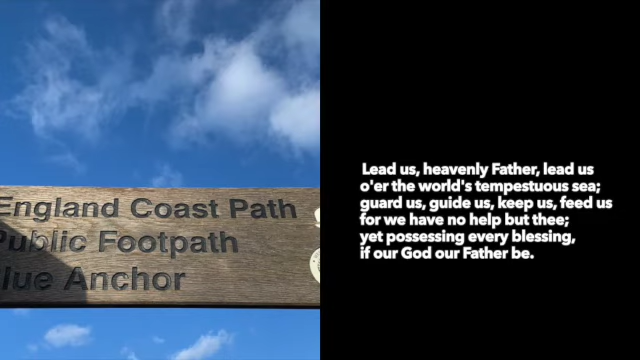 England Coast Path
Public Footpath
lue Anchor
Lead us, heavenly Father, lead us
o'er the world's tempestuous sea;
guard us, guide us, keep us, feed us
for we have no help but thee;
yet possessing every blessing,
if our God our Father be.